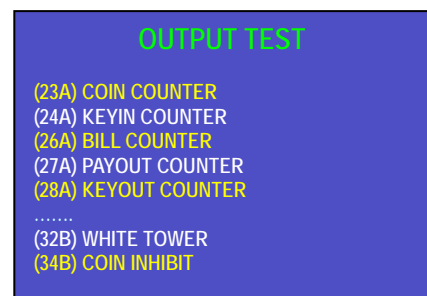 OUTPUT TEST
(23A) COIN COUNTER
(24A) KEYIN COUNTER
(26A) BILL COUNTER
(27A) PAYOUT COUNTER
(28A) KEYOUT COUNTER
.......
(32B) WHITE TOWER
(34B) COIN INHIBIT